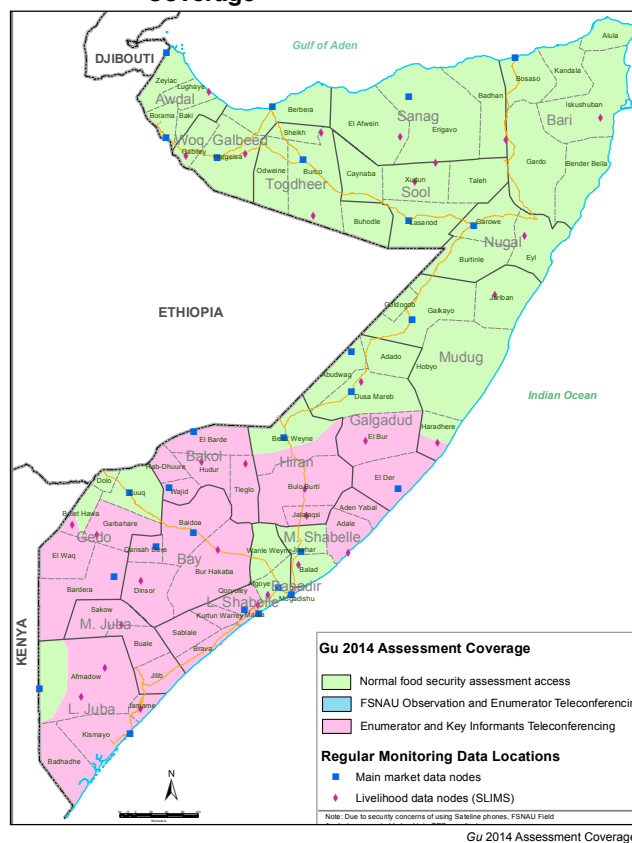 Coverage
Gulf of Aden
DJIBOUTI
Alula
Zeylac
Lughaye
Bosaso
Kandala
Awdal
Badhan
Iskushuban
Borama
Baki
Berbera
El Afwein
Sanag
Bari
Woq. Galbeed
Sheikh
Erigavo
Gabiley
Hargeisa
Gardo
Bender Beila
Odweine
Burco
Caynaba
Xudun
Taleh
Togdheer
Sool
Buhodle
Lasanod
Garowe
Nugal
Burtinle
Eyl
ETHIOPIA
Goldogob
Jariban
Galkayo
Adado
Mudug
Abudwaq
Hobyo
Dusa Mareb
Indian Ocean
Galgadud
Haradhere
El Barde
Belet Weyne
El Bur
Bakol
Hiran
Rab-Dhuure
Hudur
Dolo
Luuq
Wajid
Tieglo
Bulo Burti
El Der
Belet Hawa
Garbahare
Baidoa
Jalalaqsi
Aden Yabal
Gedo
Adale
El Waq
Qansah Dere
Bay
Wanle Weyne
M. Shabelle
Jowhar
Bur Hakaba
Balad
Bardera
Dinsor
Banadir
Qoryoley
Mogadishu
Sakow
L. Shabelle
Marka
M. Juba
Kurtun Warrey
Buale
Sablale
Brava
KENYA
Afmadow
Jilib
L. Juba
Jamame
Kismayo
Badhadhe
N
Kilometers
Gu 2014 Assessment Coverage
Normal food security assessment access
FSNAU Observation and Enumerator Teleconferencing
Enumerator and Key Informants Teleconferencing
Regular Monitoring Data Locations
Main market data nodes
Livelihood data nodes (SLIMS)
Note: Due to security concerns of using Sateline phones, FSNAU Field
Gu 2014 Assessment Coverage